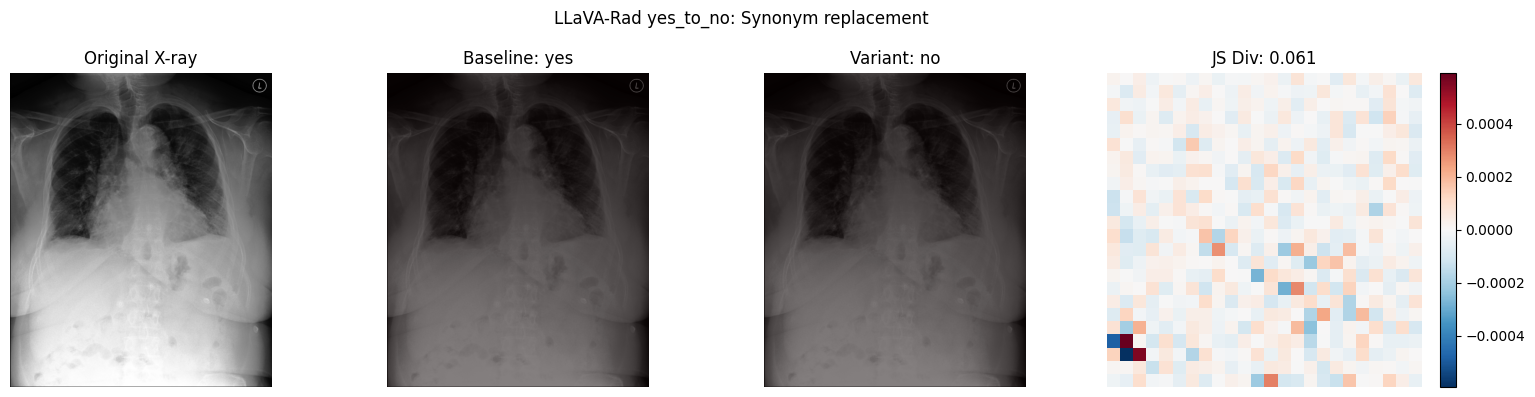 LLaVA-Rad yes_to_no: Synonym replacement
Original X-ray
Baseline: yes
Variant: no
JS Div: 0.061
L
L
L
0.0004
0.0002
0.0000
−0.0002
−0.0004